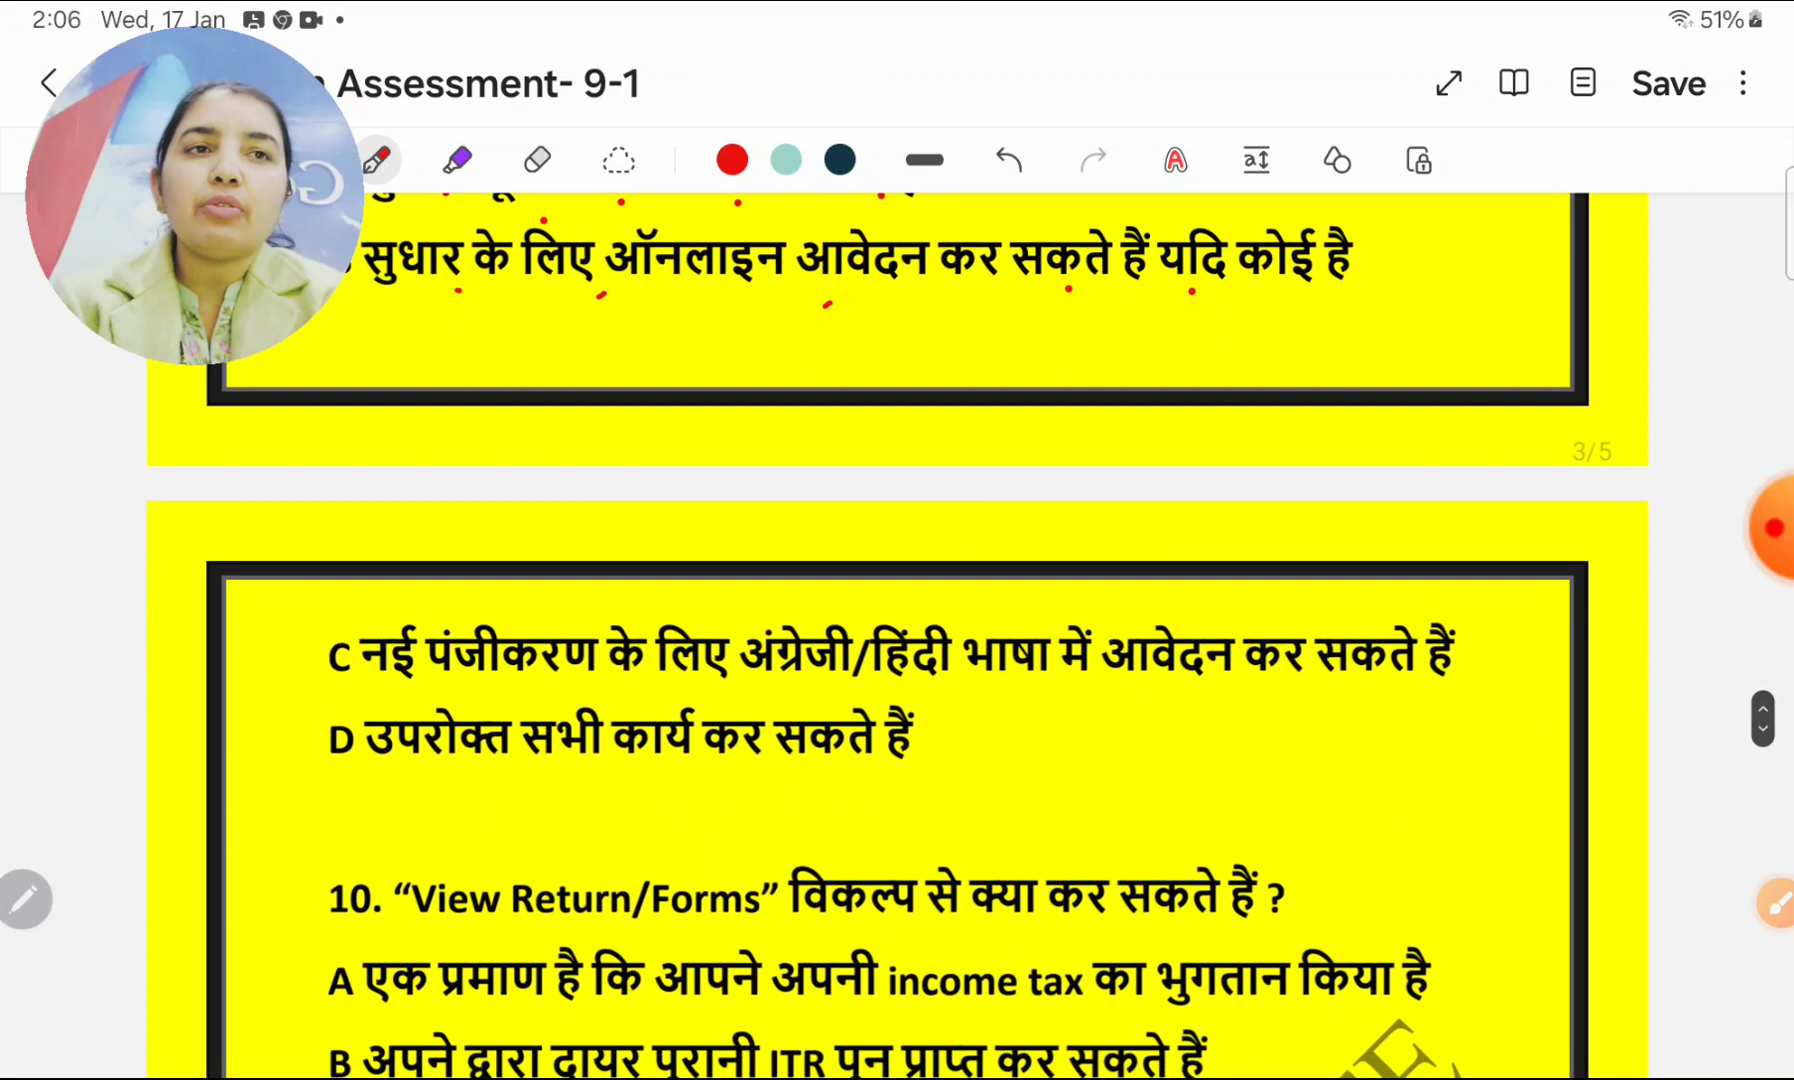 2:06 Wed, 17 Jan
51%
Assessment- 9-1
Save
सुधार के लिए ऑनलाइन आवेदन कर सकते हैं यदि कोई है
3/5
C नई पंजीकरण के लिए अंग्रेजी/हिंदी भाषा में आवेदन कर सकते हैं
D उपरोक्त सभी कार्य कर सकते हैं
10. “View Return/Forms” विकल्प से क्या कर सकते हैं ?
A एक प्रमाण है कि आपने अपनी income tax का भुगतान किया है
B अपने द्वारा दायर पुरानी ITR पुन प्राप्त कर सकते हैं